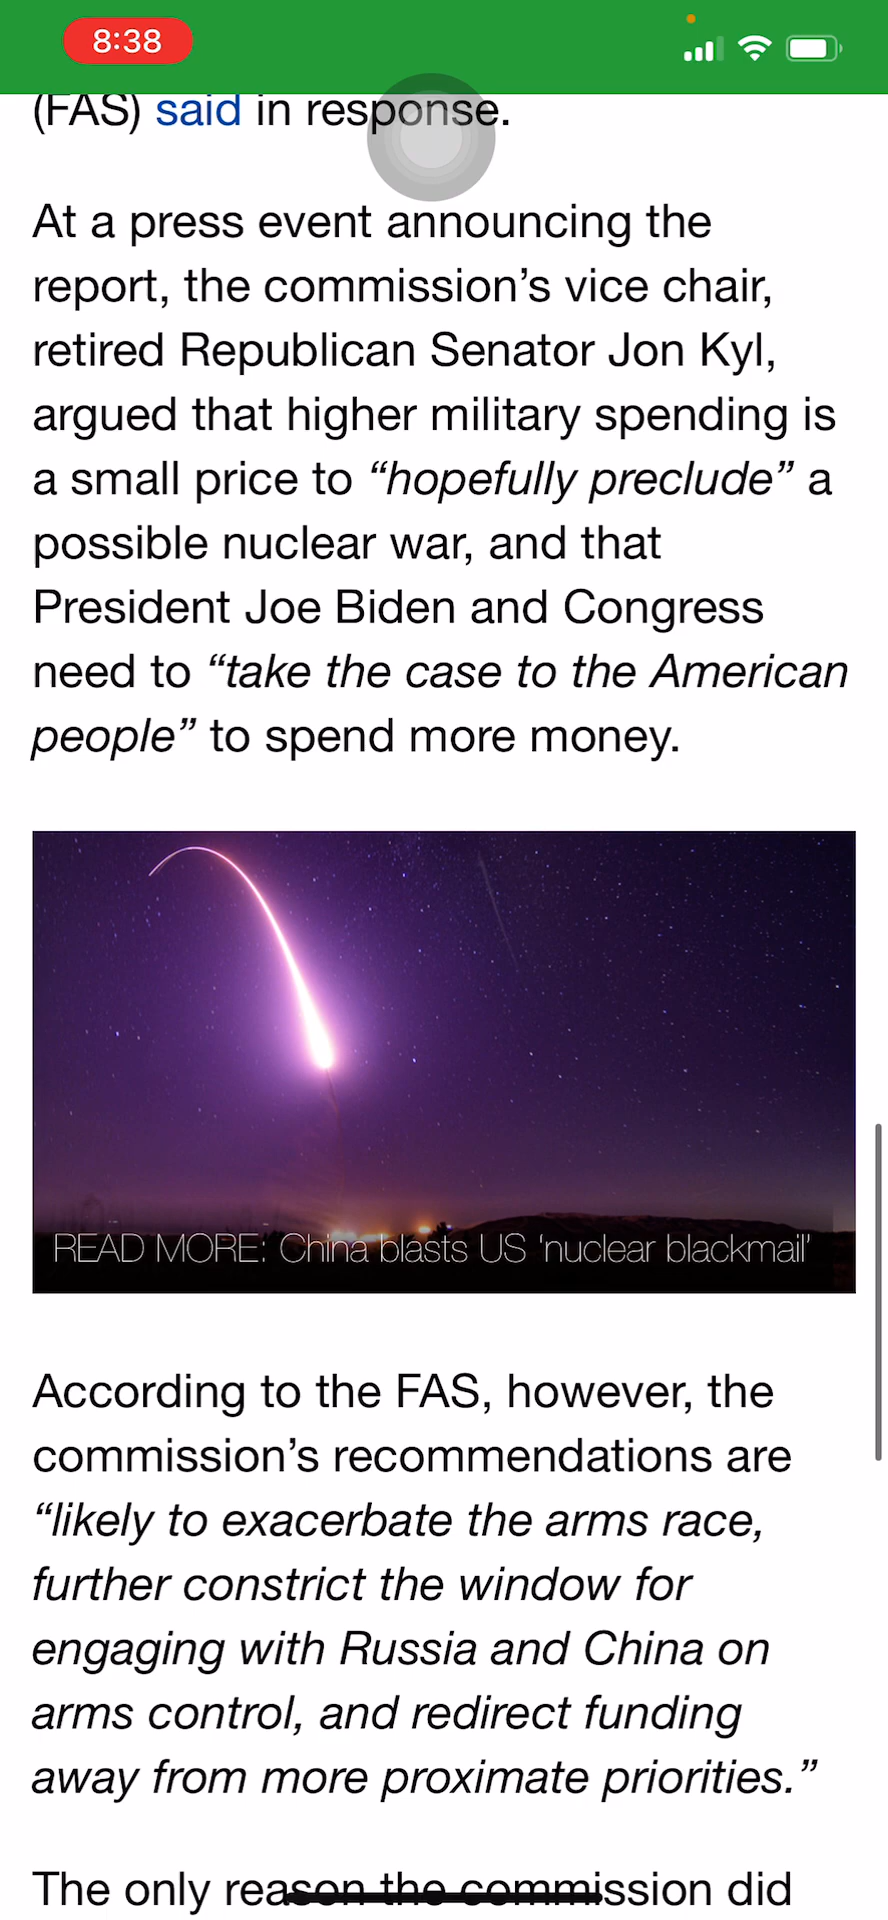 8:38
(FAS) said in response.
At a press event announcing the
report, the commission’s vice chair,
retired Republican Senator Jon Kyl,
argued that higher military spending is
a small price to “hopefully preclude” a
possible nuclear war, and that
President Joe Biden and Congress
need to “take the case to the American
people” to spend more money.
READ MORE: China blasts US ‘nuclear blackmail’
According to the FAS, however, the
commission’s recommendations are
“likely to exacerbate the arms race,
further constrict the window for
engaging with Russia and China on
arms control, and redirect funding
away from more proximate priorities.”
The only reason the commission did